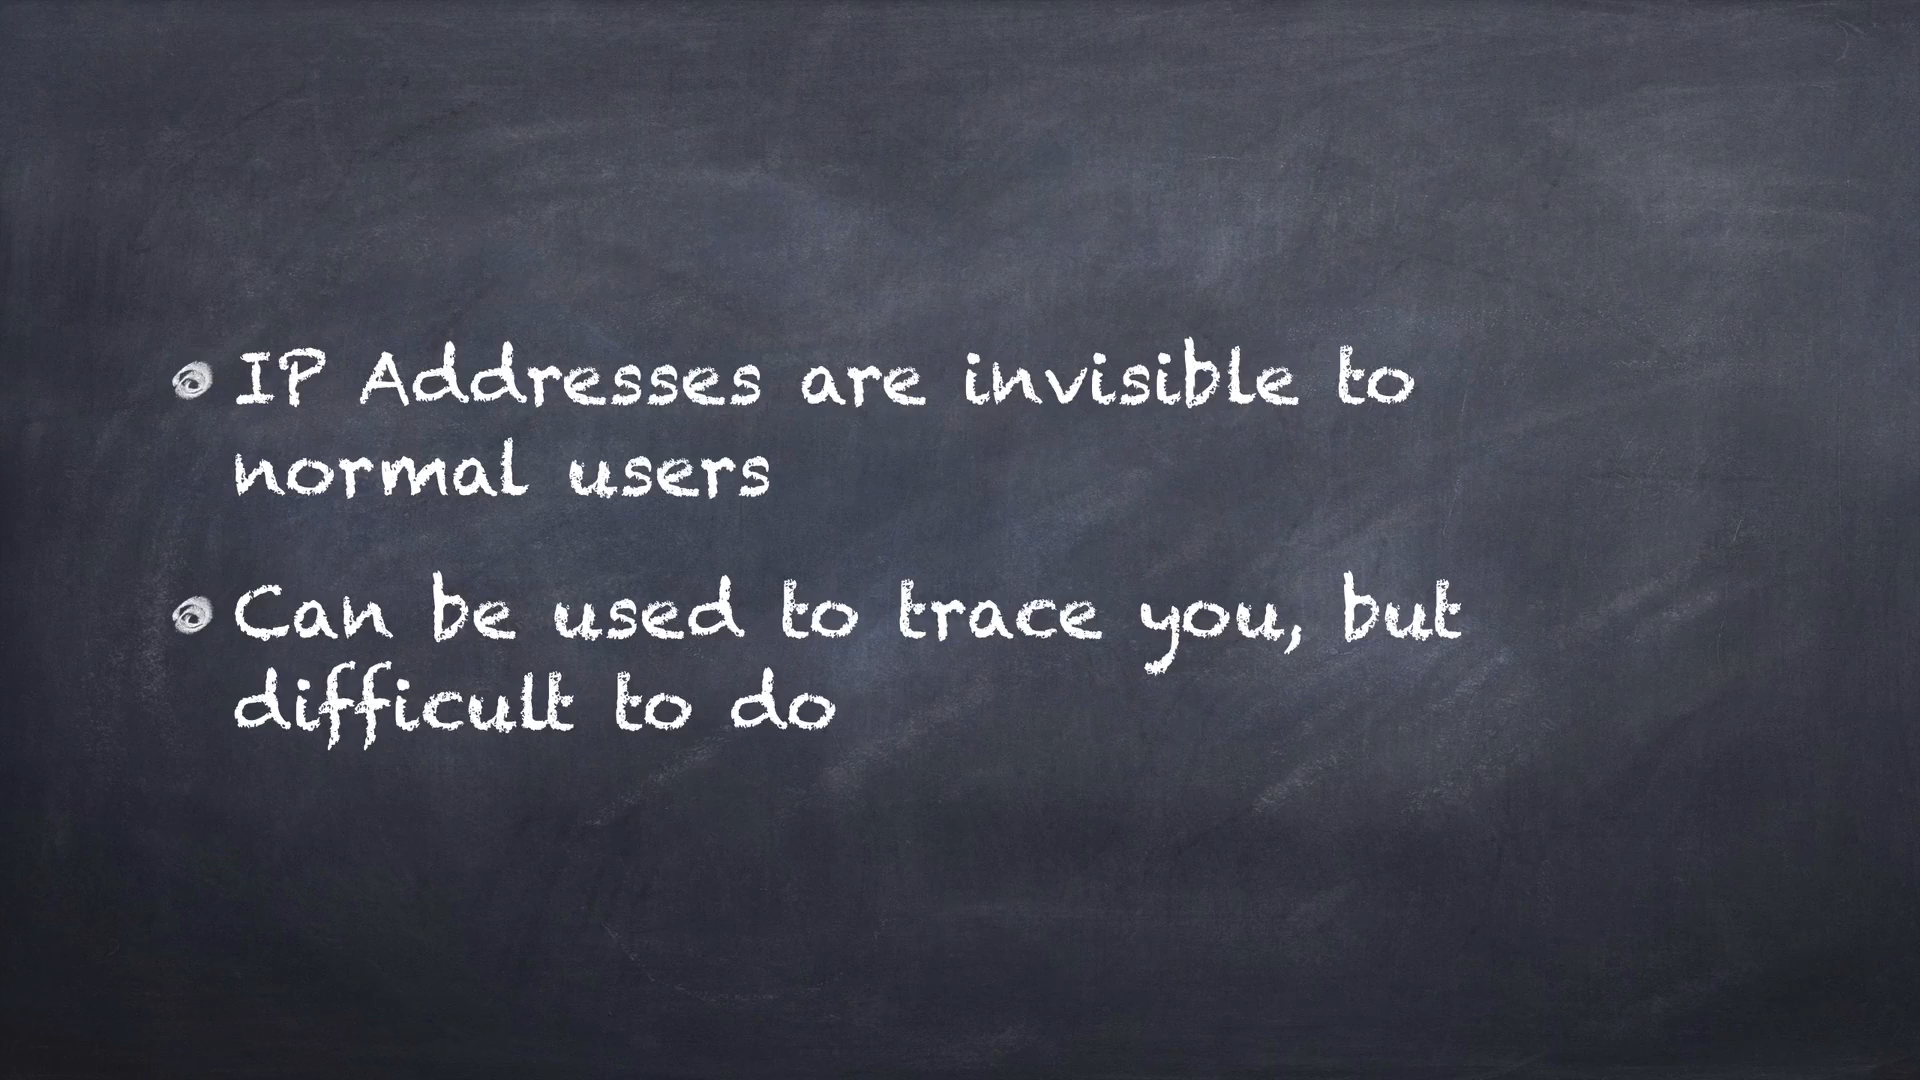 IP Addresses are invisible to
normal users
Can be used to trace you, but
difficult to do